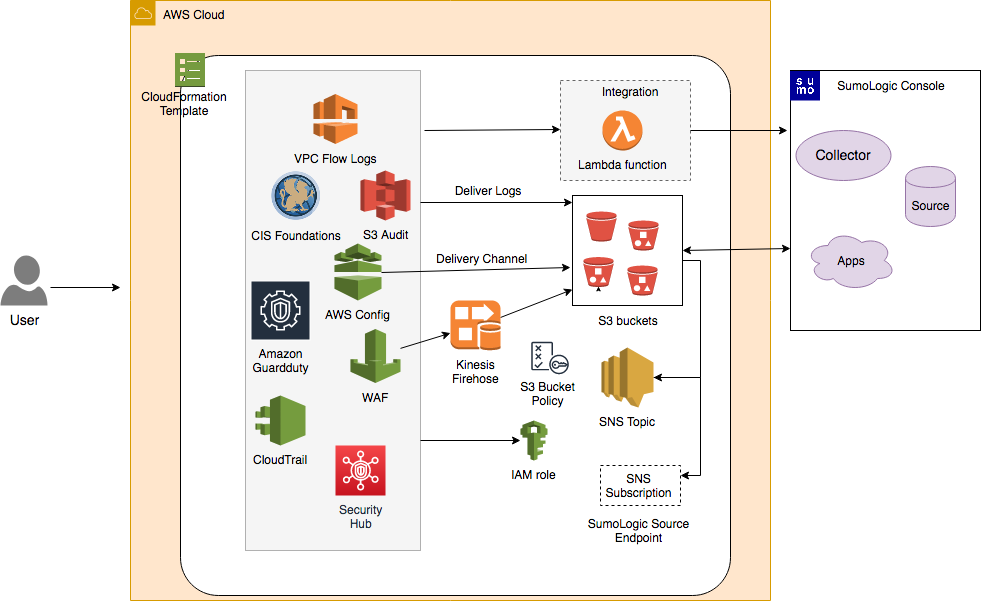 AWS Cloud
CloudFormation
Template
VPC Flow Logs
CIS Foundations
S3 Audit
AWS Config
Amazon
Guardduty
WAF
CloudTrail
Security
Hub
User
Integration
Lambda function
Deliver Logs
Delivery Channel
S3 buckets
Kinesis
Firehose
S3 Bucket
Policy
SNS Topic
IAM role
SNS
Subscription
SumoLogic Source
Endpoint
su
mo
SumoLogic Console
Collector
Source
Apps